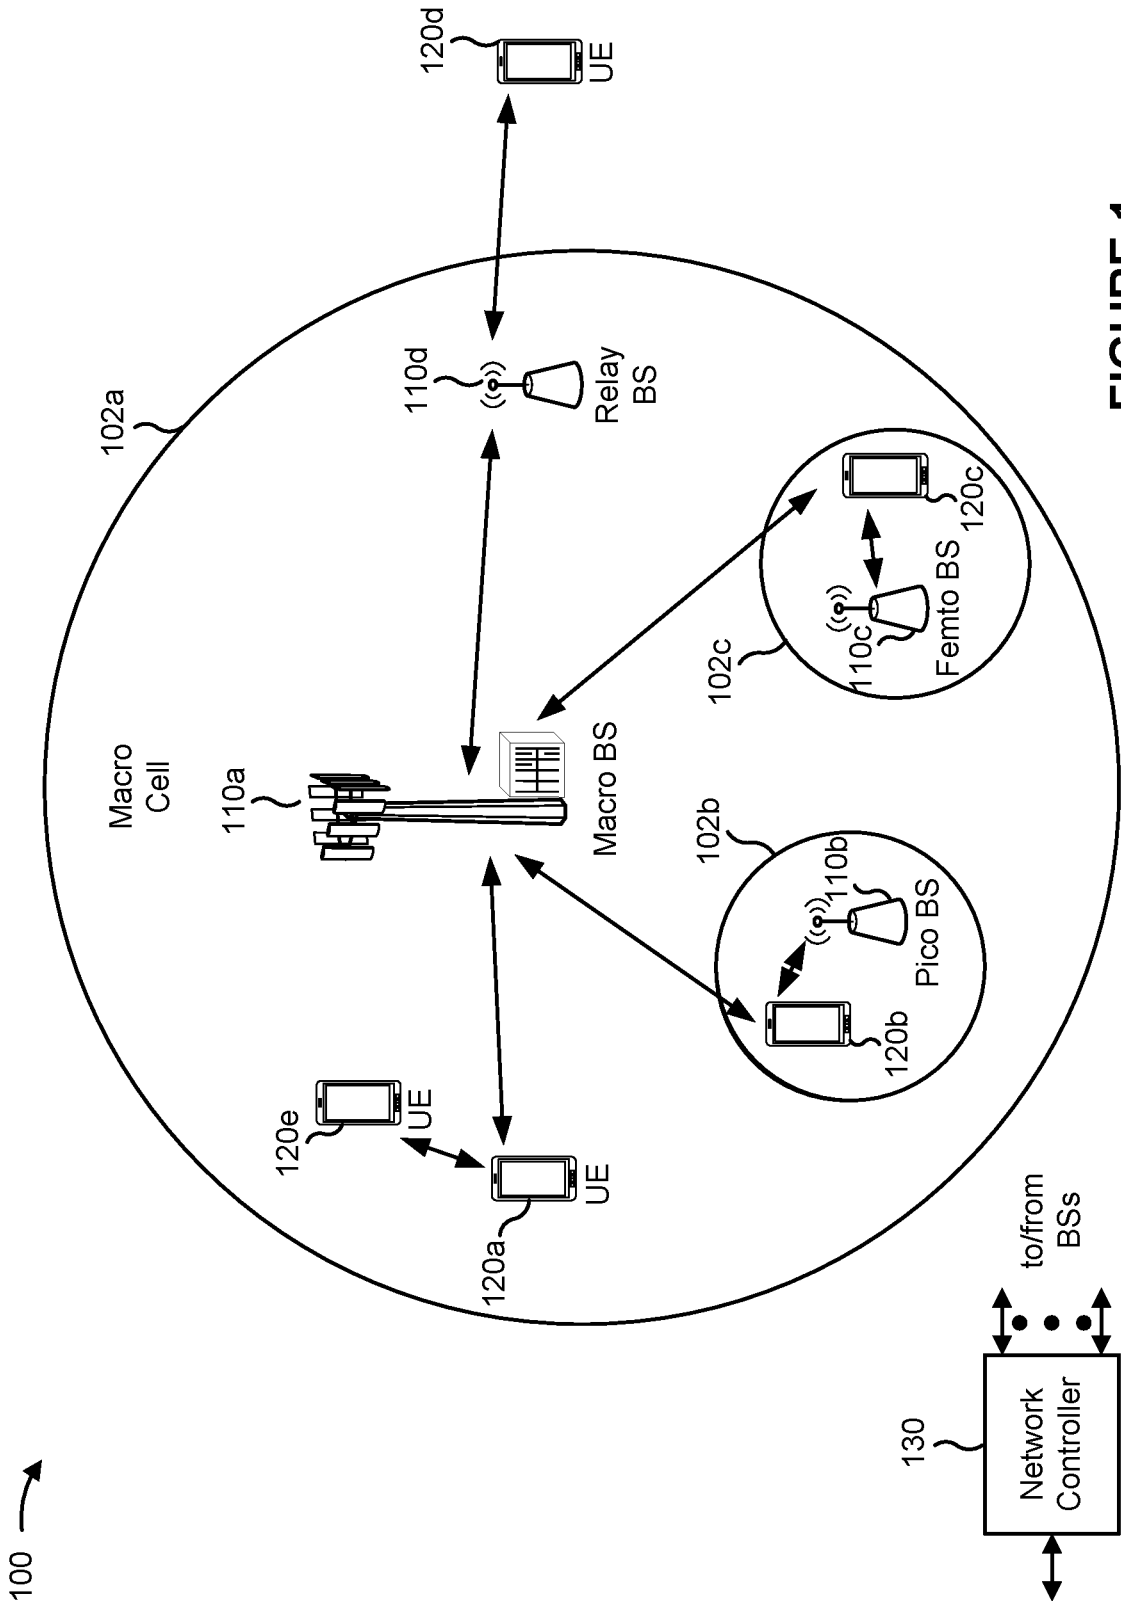 100
102a
Macro
Cell
110a
120e
UE
110d
120d
120a
UE
Macro BS
Relay
BS
UE
102b
102c
110b
110c
120b
Pico BS
Femto BS
120c
130
Network
Controller
to/from
BSs
FIGURE 1